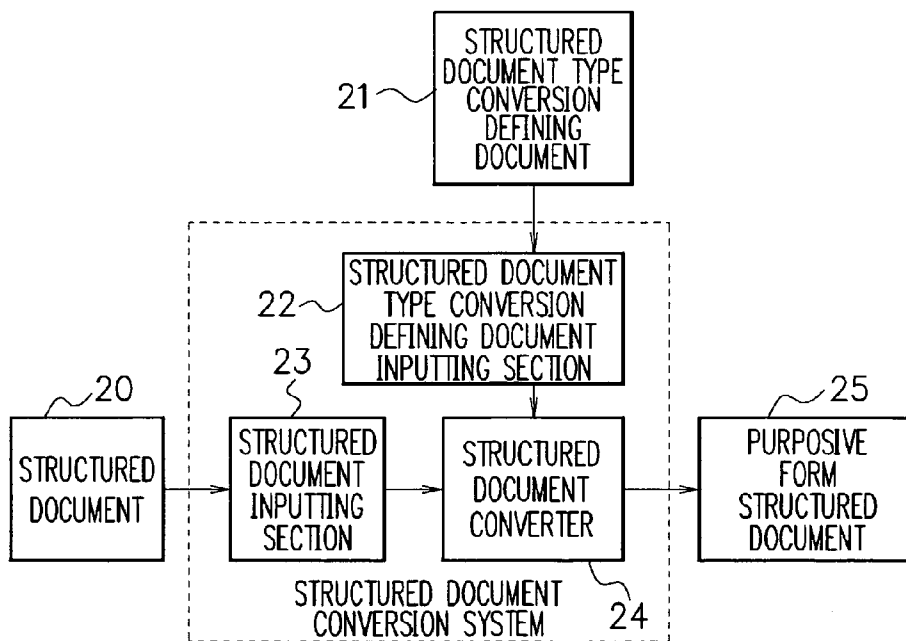 STRUCTURED
DOCUMENT TYPE
CONVERSION
DEFINING
DOCUMENT
21
STRUCTURED DOCUMENT
TYPE CONVERSION
DEFINING DOCUMENT
INPUTTING SECTION
22
20
STRUCTURED
DOCUMENT
23
STRUCTURED
DOCUMENT
INPUTTING
SECTION
STRUCTURED
DOCUMENT
CONVERTER
24
25
PURPOSIVE
FORM
STRUCTURED
DOCUMENT
STRUCTURED DOCUMENT
CONVERSION SYSTEM